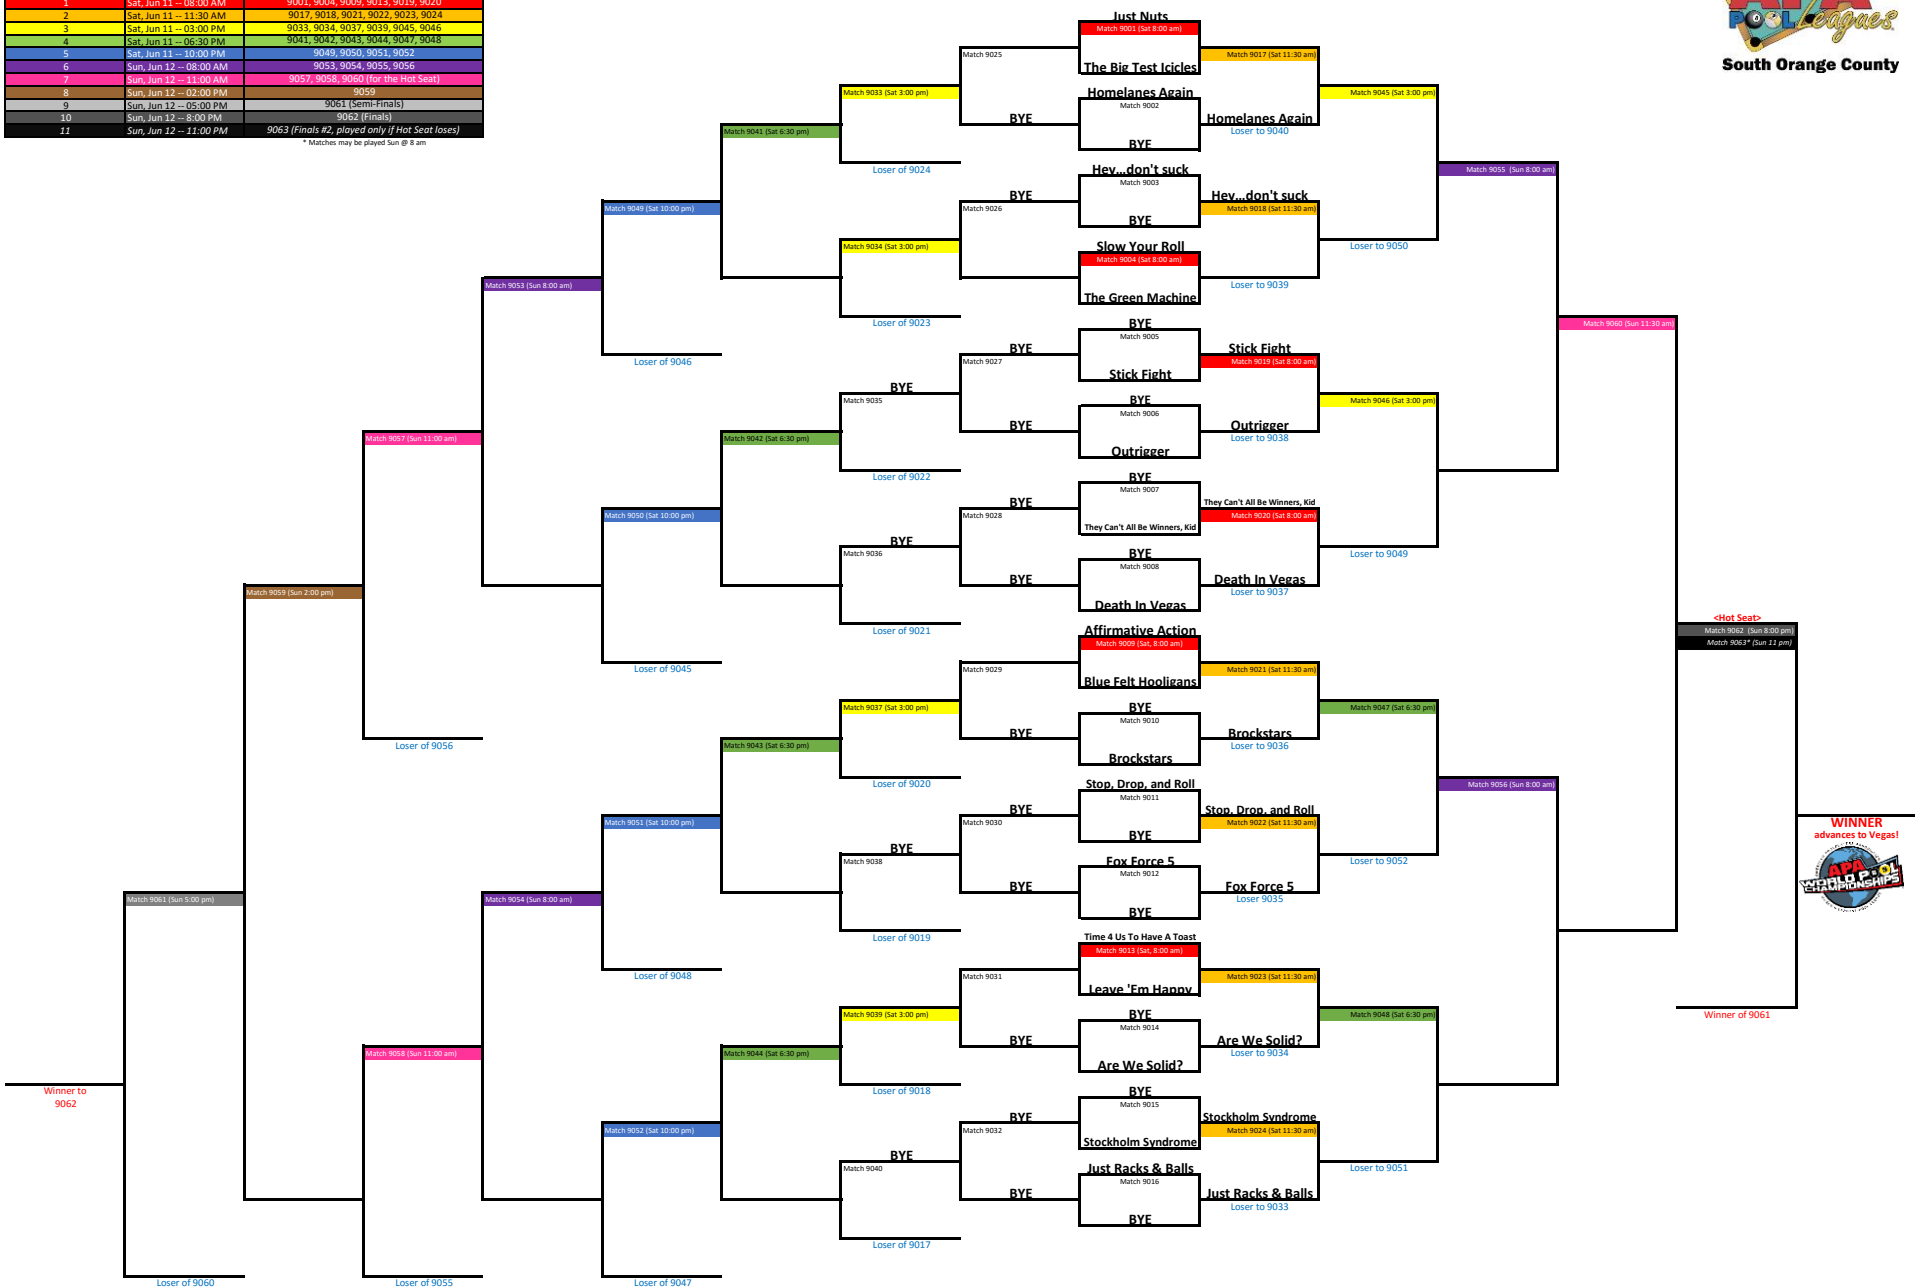 1 Sat, Jun 11 -- 08:00 AM 9001, 9004, 9009, 9013, 9019, 9020
2 Sat, Jun 11 -- 11:30 AM 9017, 9018, 9021, 9022, 9023, 9024
3 Sat, Jun 11 -- 03:00 PM 9033, 9034, 9037, 9039, 9045, 9046
4 Sat, Jun 11 -- 06:30 PM 9041, 9042, 9043, 9044, 9047, 9048
5 Sat, Jun 11 -- 10:00 PM 9049, 9050, 9051, 9052
6 Sun, Jun 12 -- 08:00 AM 9053, 9054, 9055, 9056
7 Sun, Jun 12 -- 11:00 AM 9057, 9058, 9060 (for the Hot Seat)
8 Sun, Jun 12 -- 02:00 PM 9059
9 Sun, Jun 12 -- 05:00 PM 9061 (Semi-Finals)
10 Sun, Jun 12 -- 8:00 PM 9062 (Finals)
11 Sun, Jun 12 -- 11:00 PM 9063 (Finals #2, played only if Hot Seat loses)
* Matches may be played Sun @ 8 am
APA
POOL Leagues
South Orange County
Winner to
9062
Match 9061 (Sun 5:00 pm)
Loser of 9060
Match 9059 (Sun 2:00 pm)
Match 9057 (Sun 11:00 am)
Loser of 9056
Match 9058 (Sun 11:00 am)
Loser of 9055
Match 9053 (Sun 8:00 am)
Match 9054 (Sun 8:00 am)
Match 9049 (Sat 10:00 pm)
Loser of 9046
Match 9050 (Sat 10:00 pm)
Loser of 9045
Match 9051 (Sat 10:00 pm)
Loser of 9048
Match 9052 (Sat 10:00 pm)
Loser of 9047
Match 9041 (Sat 6:30 pm)
Match 9042 (Sat 6:30 pm)
Match 9043 (Sat 6:30 pm)
Match 9044 (Sat 6:30 pm)
Match 9033 (Sat 3:00 pm)
Loser of 9024
Match 9034 (Sat 3:00 pm)
Loser of 9023
BYE
Match 9035
Loser of 9022
BYE
Match 9036
Loser of 9021
Match 9037 (Sat 3:00 pm)
Loser of 9020
BYE
Match 9038
Loser of 9019
Match 9039 (Sat 3:00 pm)
Loser of 9018
BYE
Match 9040
Loser of 9017
Match 9025
BYE
BYE
Match 9026
BYE
Match 9027
BYE
BYE
Match 9028
BYE
Match 9029
BYE
BYE
Match 9030
BYE
Match 9031
BYE
BYE
Match 9032
BYE
Just Nuts
Match 9001 (Sat 8:00 am)
The Big Test Icicles
Homelanes Again
Match 9002
BYE
Hey...don't suck
Match 9003
BYE
Slow Your Roll
Match 9004 (Sat 8:00 am)
The Green Machine
BYE
Match 9005
Stick Fight
BYE
Match 9006
Outrigger
BYE
Match 9007
They Can't All Be Winners, Kid
BYE
Match 9008
Death In Vegas
Affirmative Action
Match 9009 (Sat, 8:00 am)
Blue Felt Hooligans
BYE
Match 9010
Brockstars
Stop, Drop, and Roll
Match 9011
BYE
Fox Force 5
Match 9012
BYE
Time 4 Us To Have A Toast
Match 9013 (Sat, 8:00 am)
Leave 'Em Happy
BYE
Match 9014
Are We Solid?
BYE
Match 9015
Stockholm Syndrome
Just Racks & Balls
Match 9016
BYE
Match 9017 (Sat 11:30 am)
Homelanes Again
Loser to 9040
Hey...don't suck
Match 9018 (Sat 11:30 am)
Loser to 9039
Stick Fight
Match 9019 (Sat 8:00 am)
Outrigger
Loser to 9038
They Can't All Be Winners, Kid
Match 9020 (Sat 8:00 am)
Death In Vegas
Loser to 9037
Match 9021 (Sat 11:30 am)
Brockstars
Loser to 9036
Stop, Drop, and Roll
Match 9022 (Sat 11:30 am)
Fox Force 5
Loser 9035
Match 9023 (Sat 11:30 am)
Are We Solid?
Loser to 9034
Stockholm Syndrome
Match 9024 (Sat 11:30 am)
Just Racks & Balls
Loser to 9033
Match 9045 (Sat 3:00 pm)
Loser to 9050
Match 9046 (Sat 3:00 pm)
Loser to 9049
Match 9047 (Sat 6:30 pm)
Loser to 9052
Match 9048 (Sat 6:30 pm)
Loser to 9051
Match 9055 (Sun 8:00 am)
Match 9056 (Sun 8:00 am)
Match 9060 (Sun 11:30 am)
<Hot Seat>
Match 9062 (Sun 8:00 pm)
Match 9063* (Sun 11 pm)
Winner of 9061
WINNER
advances to Vegas!
APA
WORLD POOL
CHAMPIONSHIPS